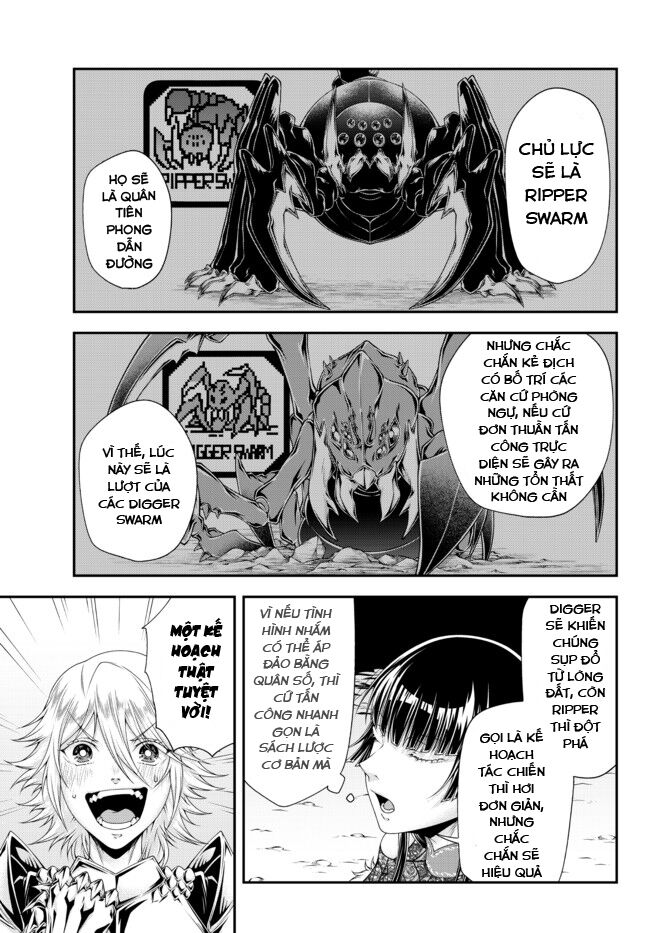 CHỦ LỰC
SẼ LÀ
RIPPER
SWARM
RIPPER SWARM
HỌ SẼ
LÀ QUÂN
TIÊN
PHONG
DẪN
ĐƯỜNG
NHƯNG CHẮC
CHẮN KẺ ĐỊCH
CÓ BỐ TRÍ CÁC
CĂN CỨ PHÒNG
NGỰ, NẾU CỨ
ĐƠN THUẦN TẤN
CÔNG TRỰC
DIỆN SẼ GÂY RA
NHỮNG TỔN THẤT
KHÔNG CẦN
DIGGER SWARM
VÌ THẾ, LÚC
NÀY SẼ LÀ
LƯỢT CỦA
CÁC DIGGER
SWARM
DIGGER
SẼ KHIẾN
CHÚNG
SỤP ĐỔ
TỪ LÒNG
ĐẤT, CÒN
RIPPER
THÌ ĐỘT
PHÁ
GỌI LÀ KẾ
HOẠCH
TÁC CHIẾN
THÌ HƠI
ĐƠN GIẢN,
NHƯNG
CHẮC
CHẮN SẼ
HIỆU QUẢ
VÌ NẾU TÌNH
HÌNH NHẮM
CÓ THỂ ÁP
ĐẢO BẰNG
QUÂN SỐ, THÌ
CỨ TẤN
CÔNG NHANH
GỌN LÀ
SÁCH LƯỢC
CƠ BẢN MÀ
MỘT KẾ
HOẠCH
THẬT
TUYỆT
VỜI!